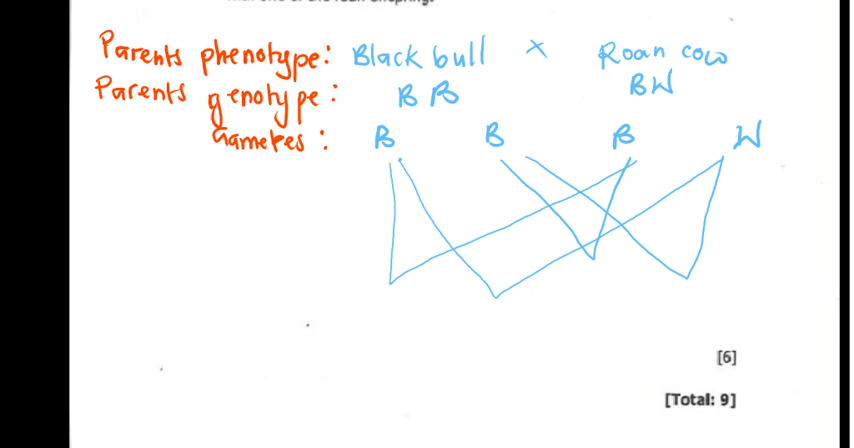 Parents phenotype: Black bull × Roan cow
Parents genotype: BB BW
Gametes: B B B W
[6]
[Total: 9]